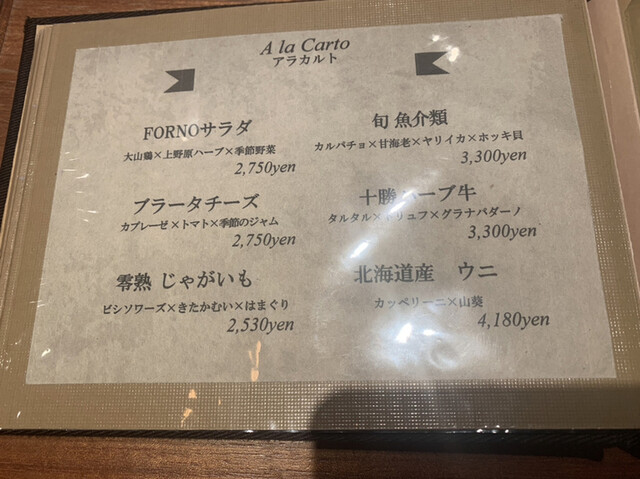 A la Carto
アラカルト
FORNOサラダ
大山鶏×上野原ハーブ×季節野菜
2,750yen
ブラータチーズ
カプレーゼ×トマト×季節のジャム
2,750yen
零熟 じゃがいも
ビシソワーズ×きたかむい×はまぐり
2,530yen
旬 魚介類
カルパチョ×甘海老×ヤリイカ×ホッキ貝
3,300yen
十勝ハーブ牛
タルタル×トリュフ×グラナパダーノ
3,300yen
北海道産 ウニ
カッペリーニ×山葵
4,180yen